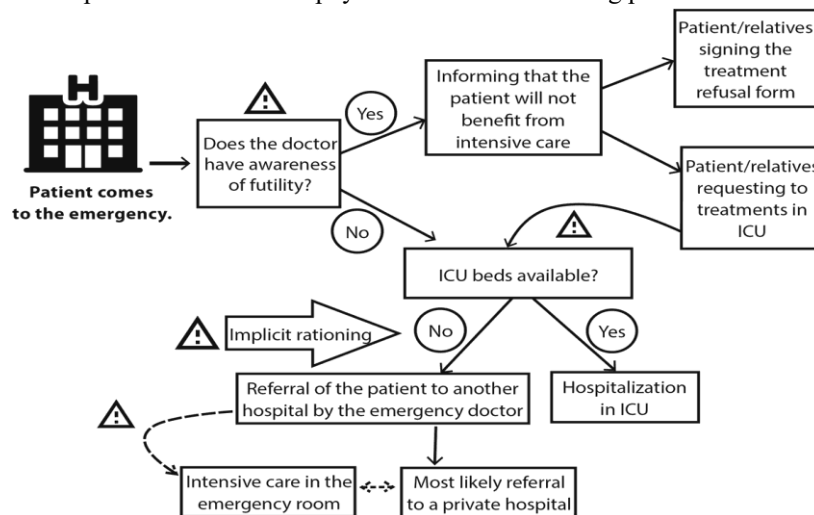 H
Patient comes
to the emergency.
Does the doctor
have awareness
of futility?
Yes
No
Informing that the
patient will not
benefit from
intensive care
Patient/relatives
signing the
treatment
refusal form
Patient/relatives
requesting to
treatments in
ICU
ICU beds available?
Implicit rationing
No
Yes
Referral of the patient to another
hospital by the emergency doctor
Hospitalization
in ICU
Intensive care in the
emergency room
Most likely referral
to a private hospital